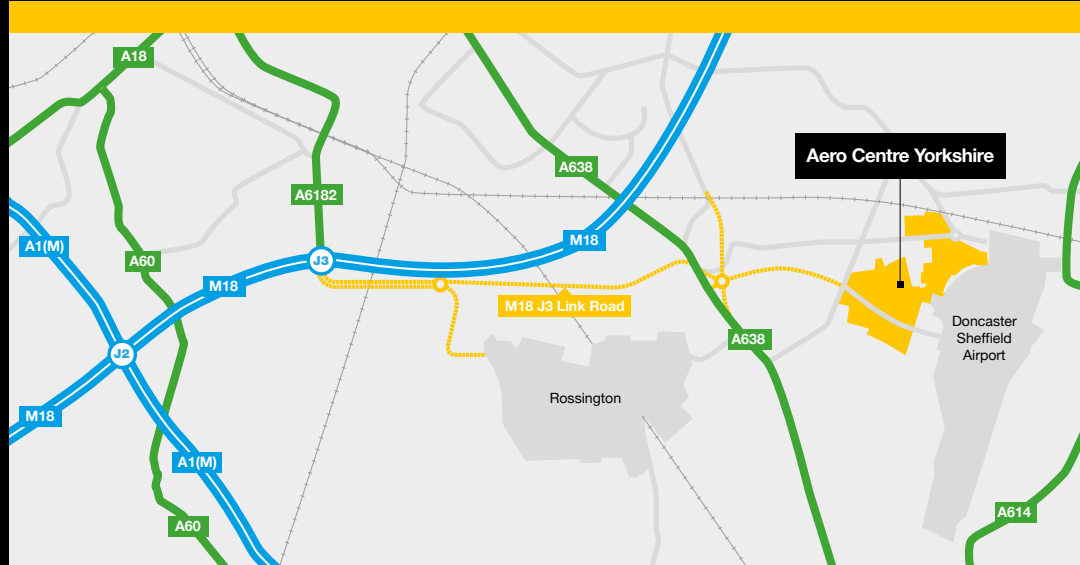 A18
A638
Aero Centre Yorkshire
A6182
A1(M)
A60
J3
M18
M18
M18 J3 Link Road
Doncaster
Sheffield
Airport
A638
J2
Rossington
M18
A1(M)
A614
A60